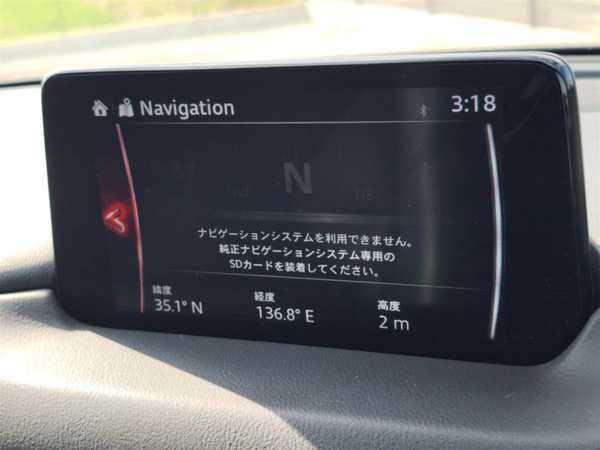 Navigation
3:18
N
ナビゲーションシステムを利用できません。
純正ナビゲーションシステム専用の
SDカードを装着してください。
緯度 経度 高度
35.1° N 136.8° E 2 m